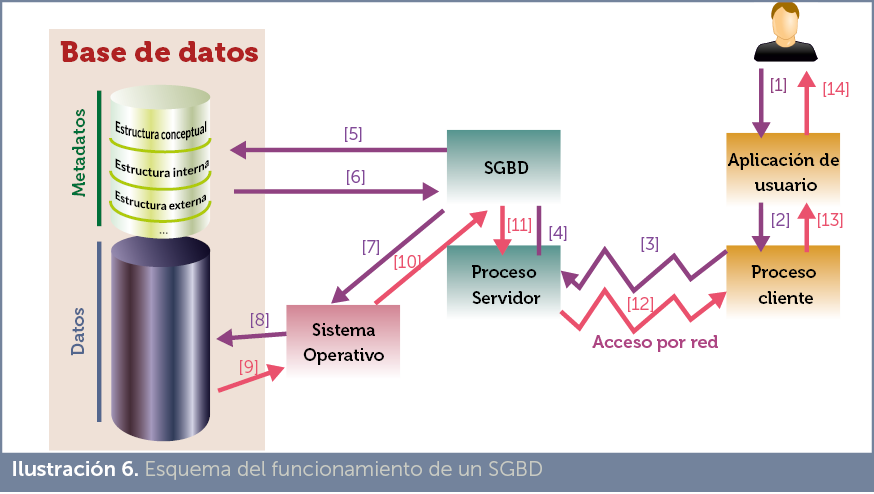 Base de datos
Metadatos
Estructura conceptual
Estructura interna
Estructura externa
...
Datos
[1]
[14]
Aplicación de
usuario
[2]
[13]
Proceso
cliente
[3]
[12]
Acceso por red
[5]
[6]
SGBD
[11]
[4]
Proceso
Servidor
[7]
[10]
[8]
[9]
Sistema
Operativo
Ilustración 6. Esquema del funcionamiento de un SGBD